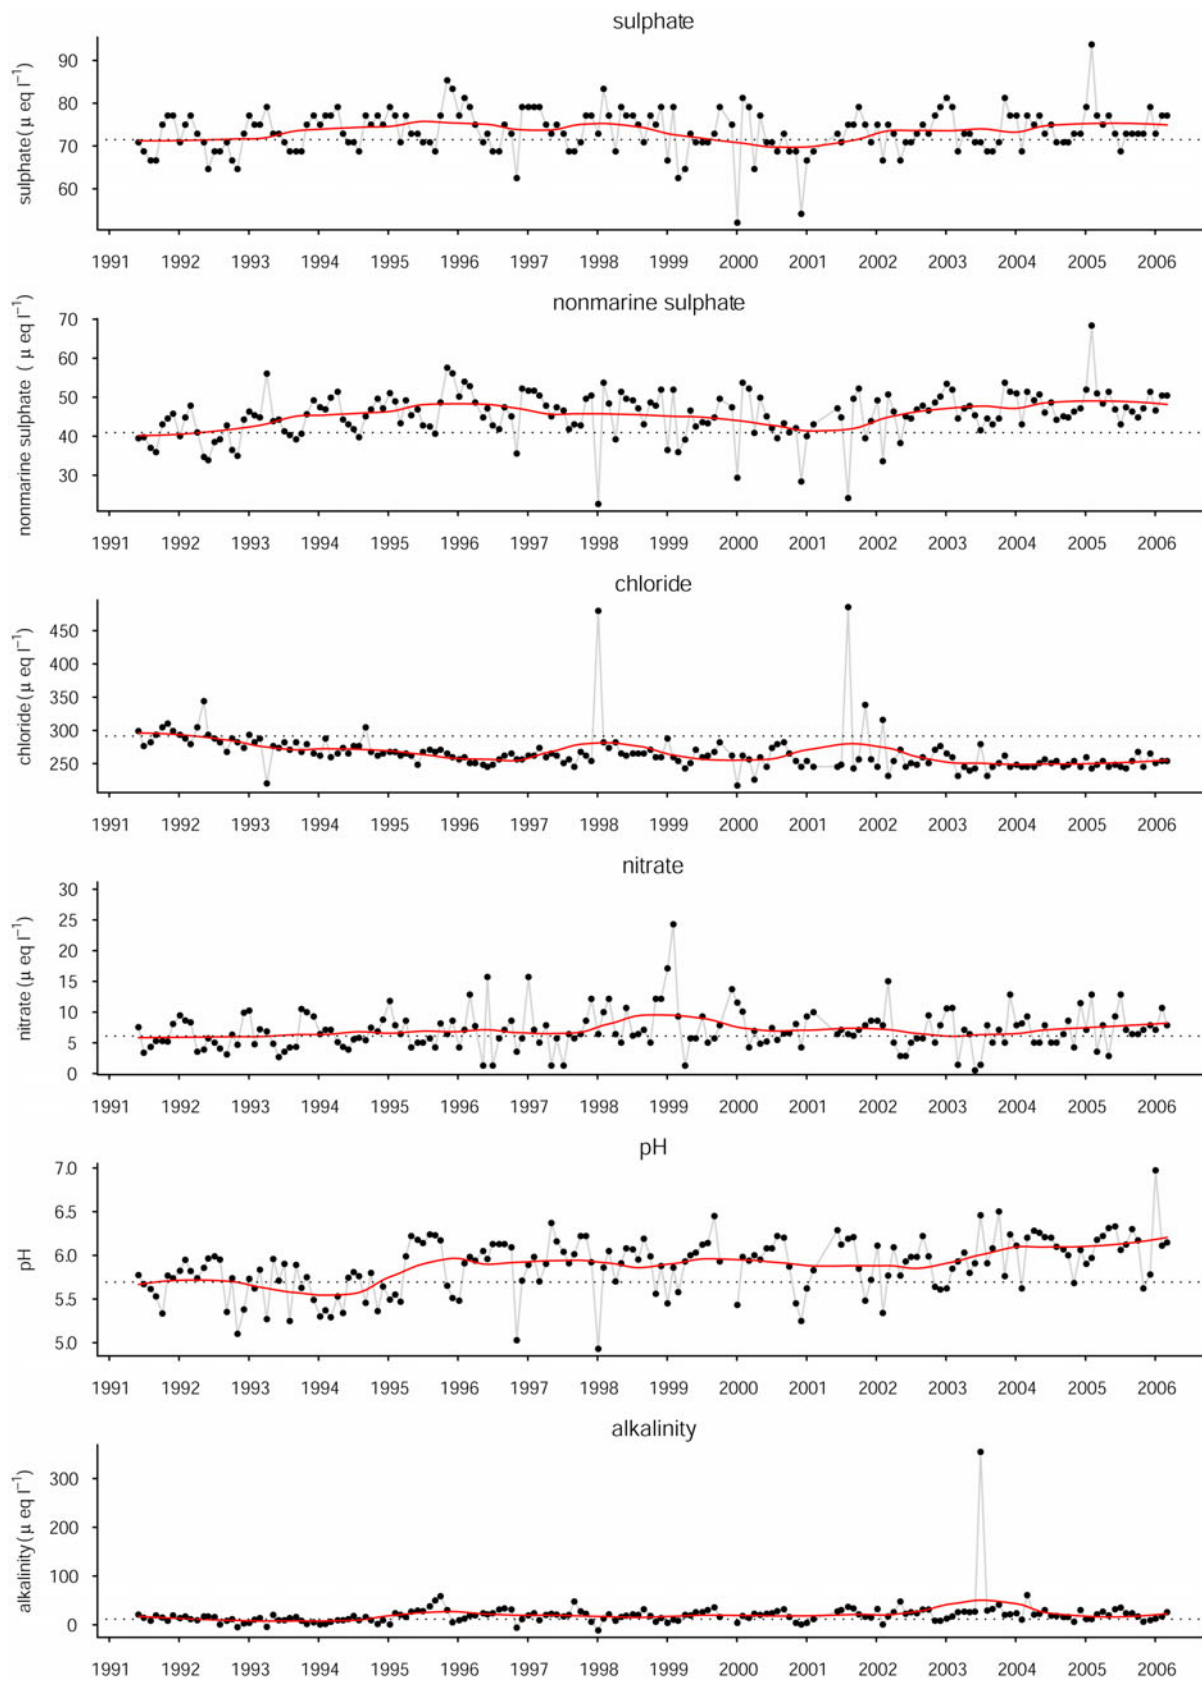 sulphate
sulphate (µ eq l⁻¹)
90
80
70
60
1991 1992 1993 1994 1995 1996 1997 1998 1999 2000 2001 2002 2003 2004 2005 2006
nonmarine sulphate
nonmarine sulphate ( µ eq l⁻¹)
70
60
50
40
30
1991 1992 1993 1994 1995 1996 1997 1998 1999 2000 2001 2002 2003 2004 2005 2006
chloride
chloride (µ eq l⁻¹)
450
400
350
300
250
1991 1992 1993 1994 1995 1996 1997 1998 1999 2000 2001 2002 2003 2004 2005 2006
nitrate
nitrate (µ eq l⁻¹)
30
25
20
15
10
5
0
1991 1992 1993 1994 1995 1996 1997 1998 1999 2000 2001 2002 2003 2004 2005 2006
pH
pH
7.0
6.5
6.0
5.5
5.0
1991 1992 1993 1994 1995 1996 1997 1998 1999 2000 2001 2002 2003 2004 2005 2006
alkalinity
alkalinity (µ eq l⁻¹)
300
200
100
0
1991 1992 1993 1994 1995 1996 1997 1998 1999 2000 2001 2002 2003 2004 2005 2006